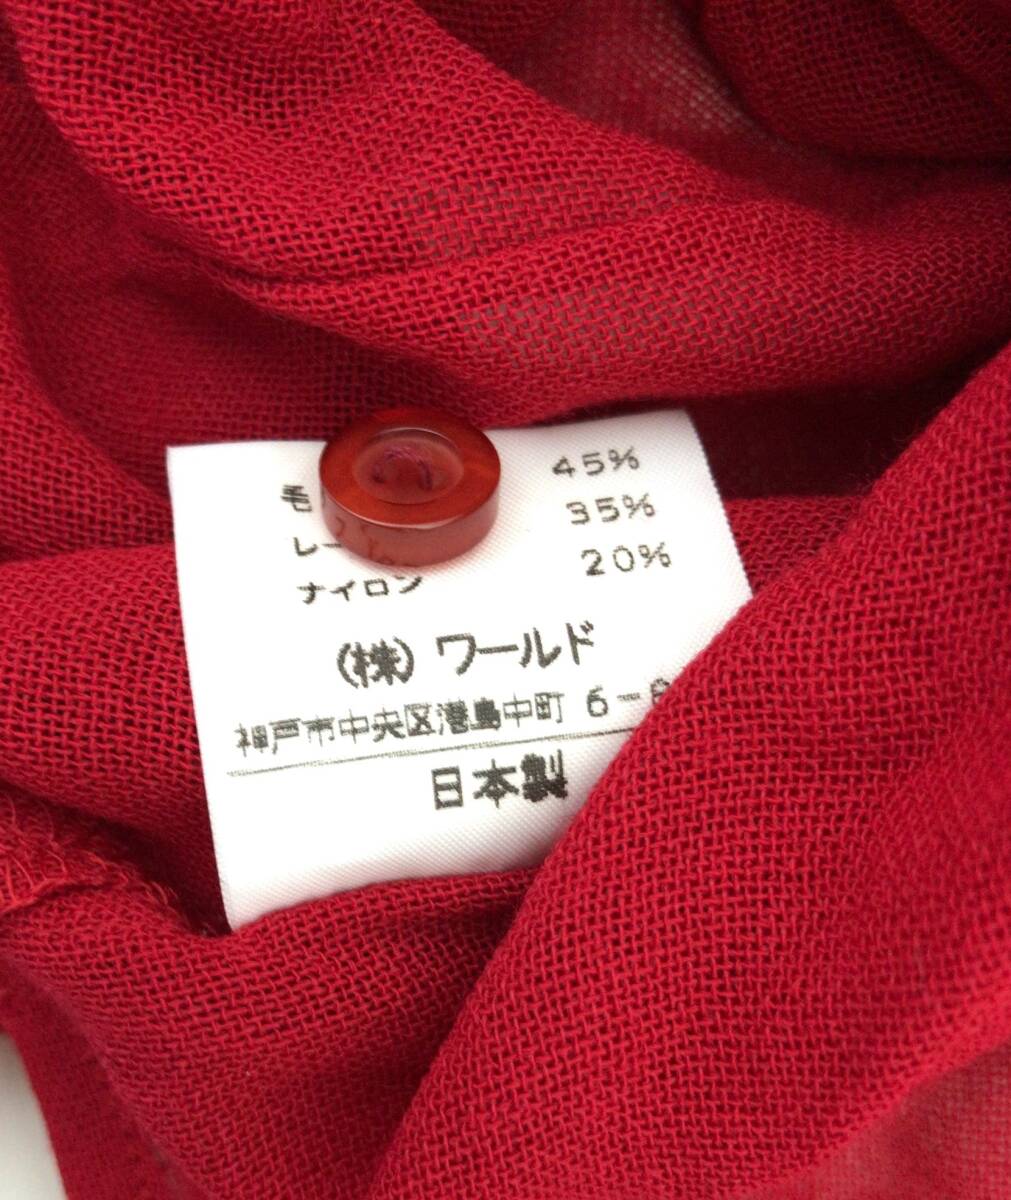 毛 45%
レー 35%
ナイロン 20%
(株) ワールド
神戸市中央区港島中町 6-8
日本製